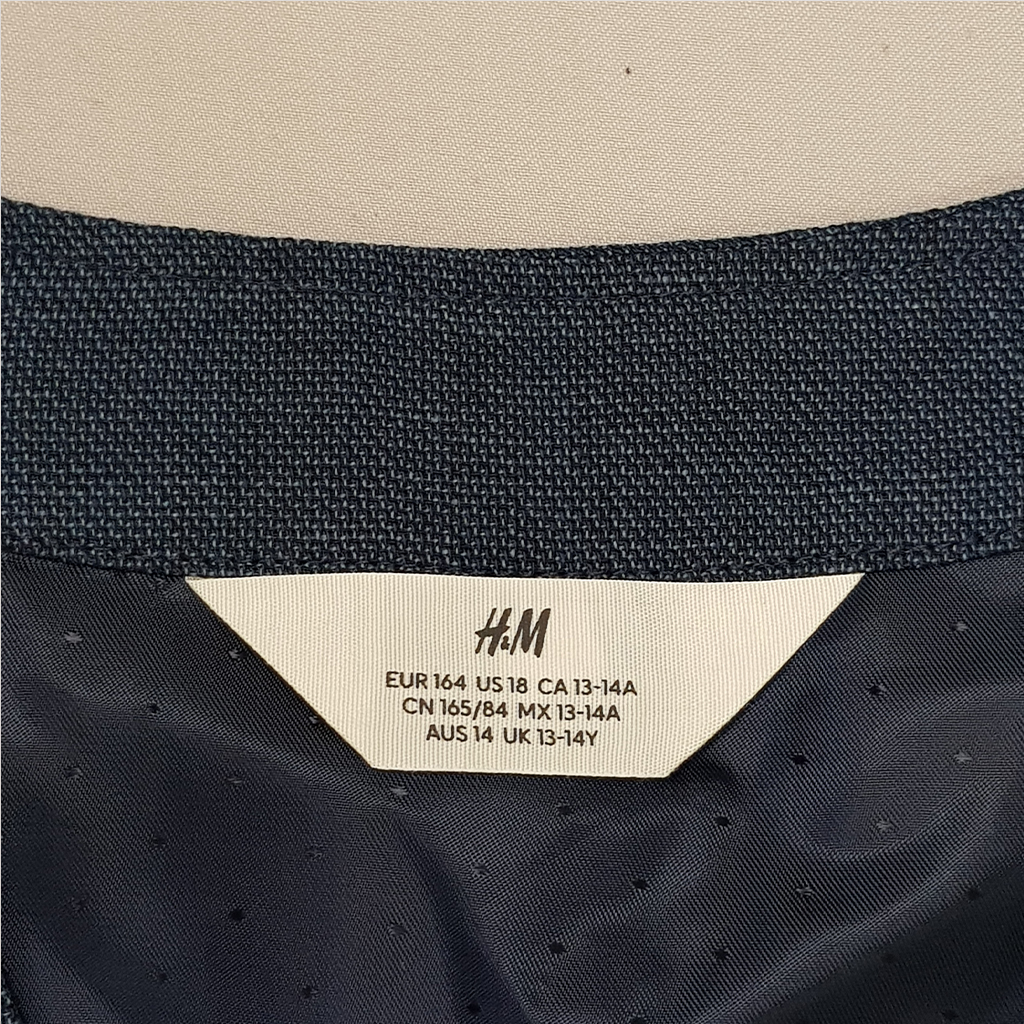 H&M
EUR 164 US 18 CA 13-14A
CN 165/84 MX 13-14A
AUS 14 UK 13-14Y